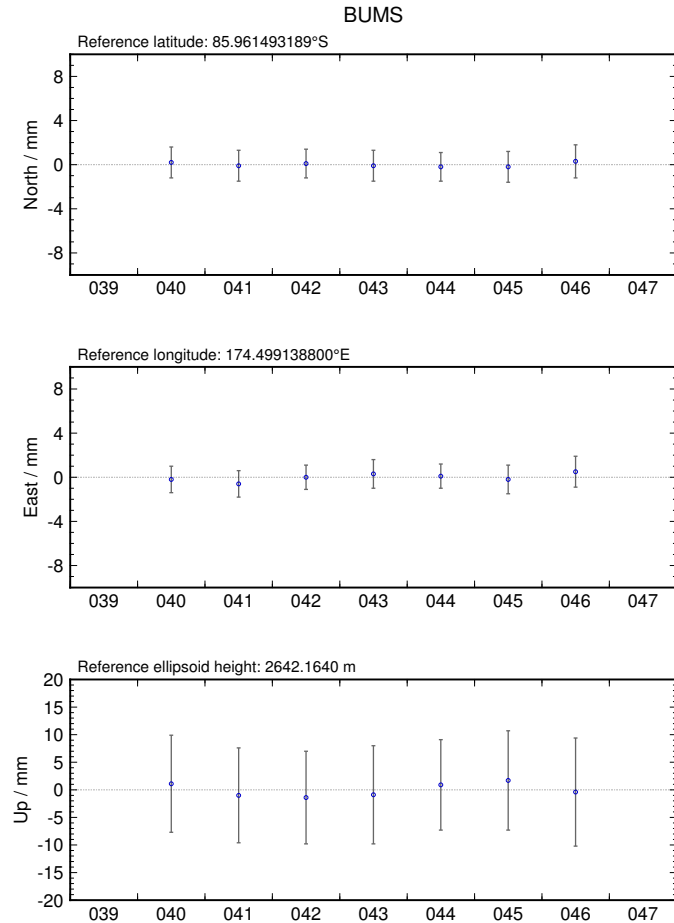 BUMS
Reference latitude: 85.961493189°S
8
4
0
-4
-8
North / mm
039 040 041 042 043 044 045 046 047
Reference longitude: 174.499138800°E
8
4
0
-4
-8
East / mm
039 040 041 042 043 044 045 046 047
Reference ellipsoid height: 2642.1640 m
20
15
10
5
0
-5
-10
-15
-20
Up / mm
039 040 041 042 043 044 045 046 047